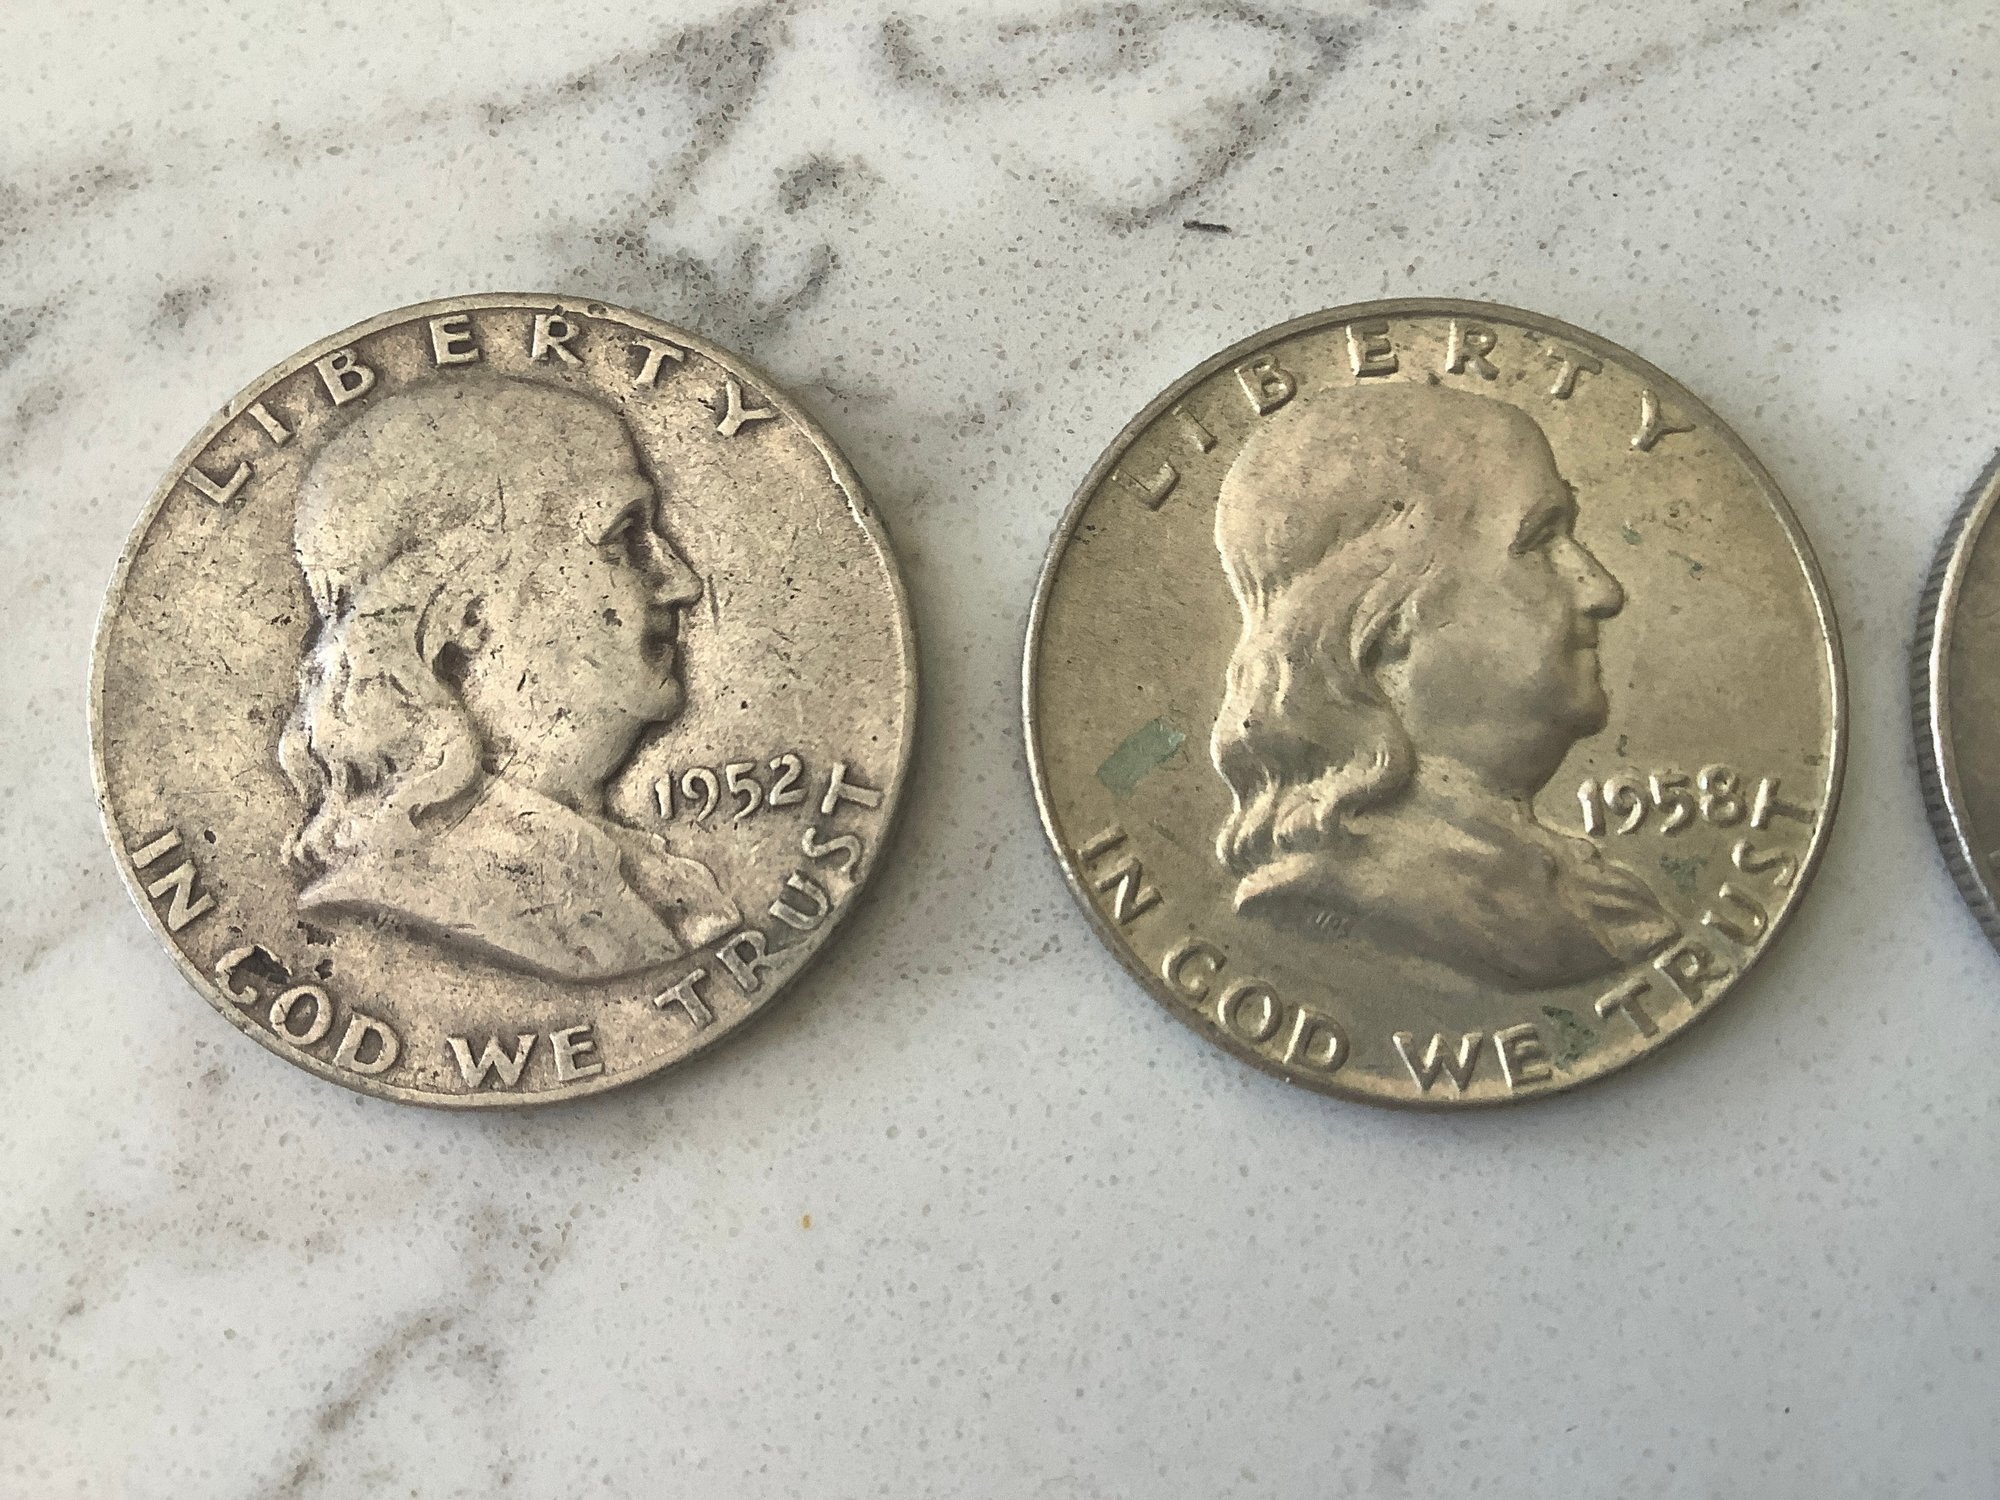 LIBERTY
1952
IN GOD WE TRUST
LIBERTY
1958
IN GOD WE TRUST